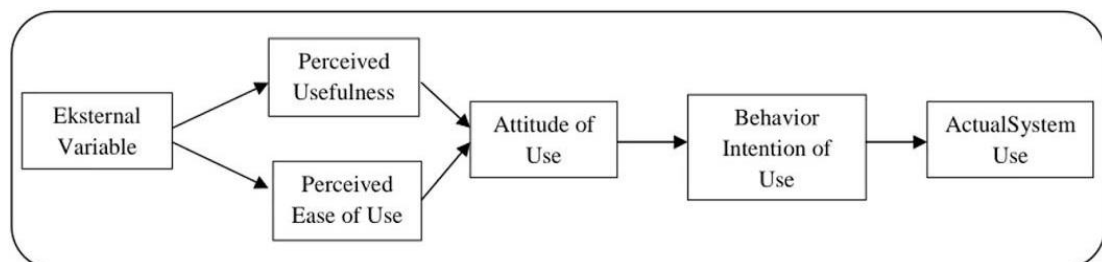 Eksternal
Variable
Perceived
Usefulness
Perceived
Ease of Use
Attitude of
Use
Behavior
Intention of
Use
ActualSystem
Use